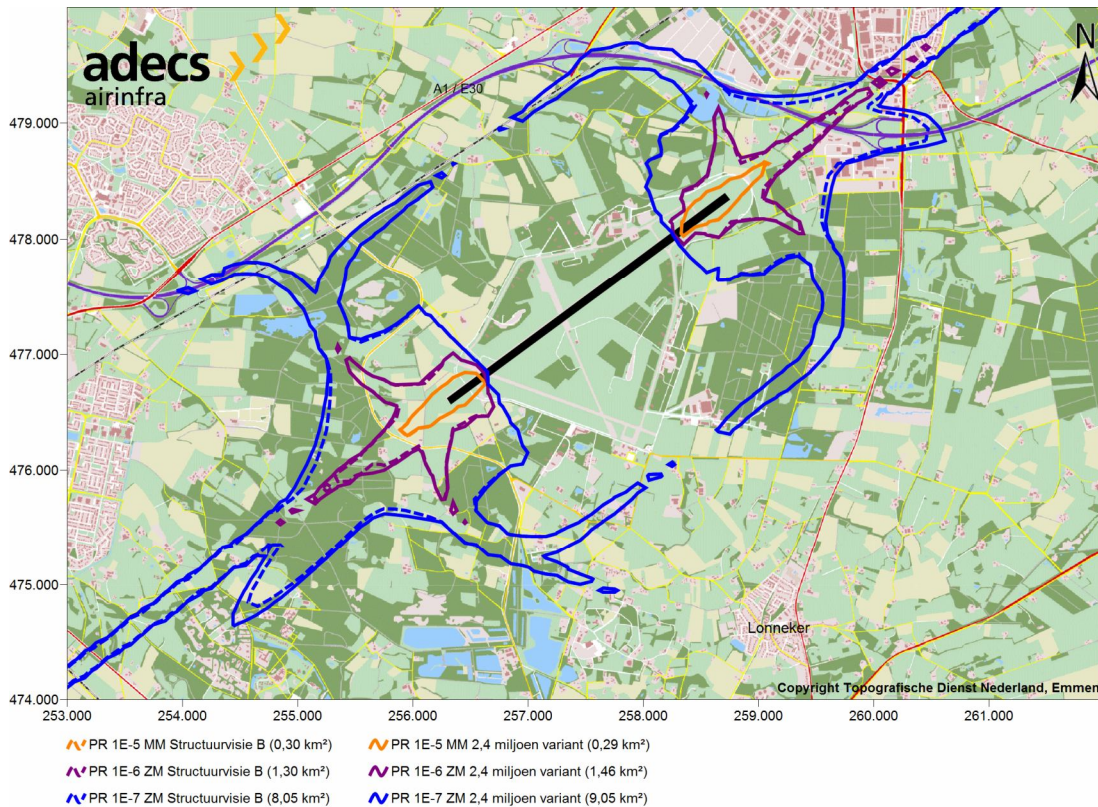 adecs
airinfra
A1 / E30
N
479.000
478.000
477.000
476.000
475.000
474.000
Lonneker
Copyright Topografische Dienst Nederland, Emmen
253.000 254.000 255.000 256.000 257.000 258.000 259.000 260.000 261.000
PR 1E-5 MM Structuurvisie B (0,30 km²) PR 1E-5 MM 2,4 miljoen variant (0,29 km²)
PR 1E-6 ZM Structuurvisie B (1,30 km²) PR 1E-6 ZM 2,4 miljoen variant (1,46 km²)
PR 1E-7 ZM Structuurvisie B (8,05 km²) PR 1E-7 ZM 2,4 miljoen variant (9,05 km²)